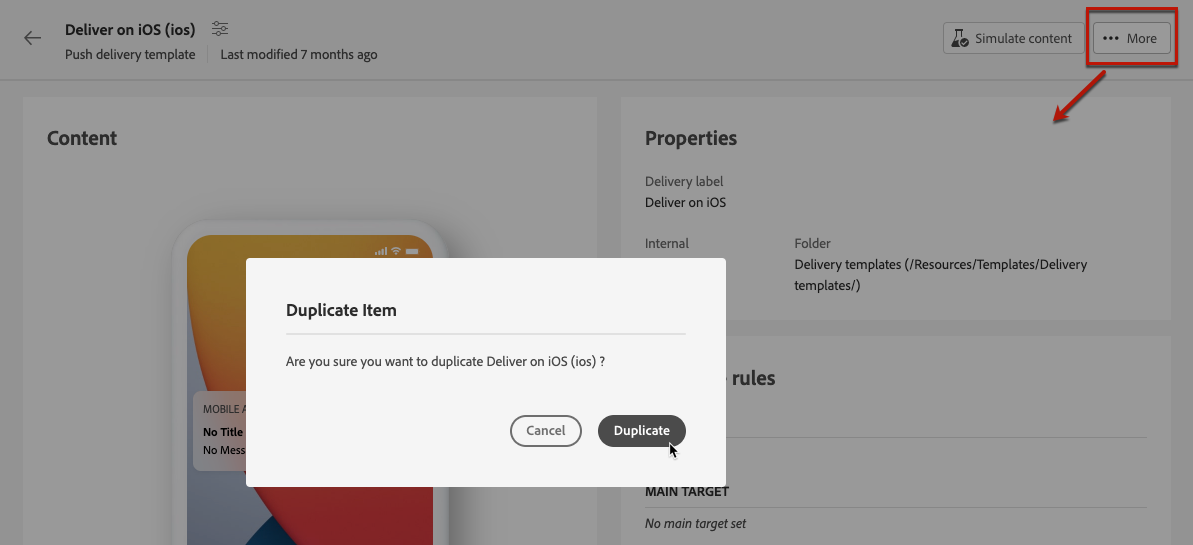 Deliver on iOS (ios)
Push delivery template
Last modified 7 months ago
Simulate content
More
Content
Properties
Delivery label
Deliver on iOS
Internal
Folder
Delivery templates (/Resources/Templates/Delivery
templates/)
Duplicate Item
Are you sure you want to duplicate Deliver on iOS (ios) ?
Cancel
Duplicate
MOBILE
No Title
No
rules
MAIN TARGET
No main target set